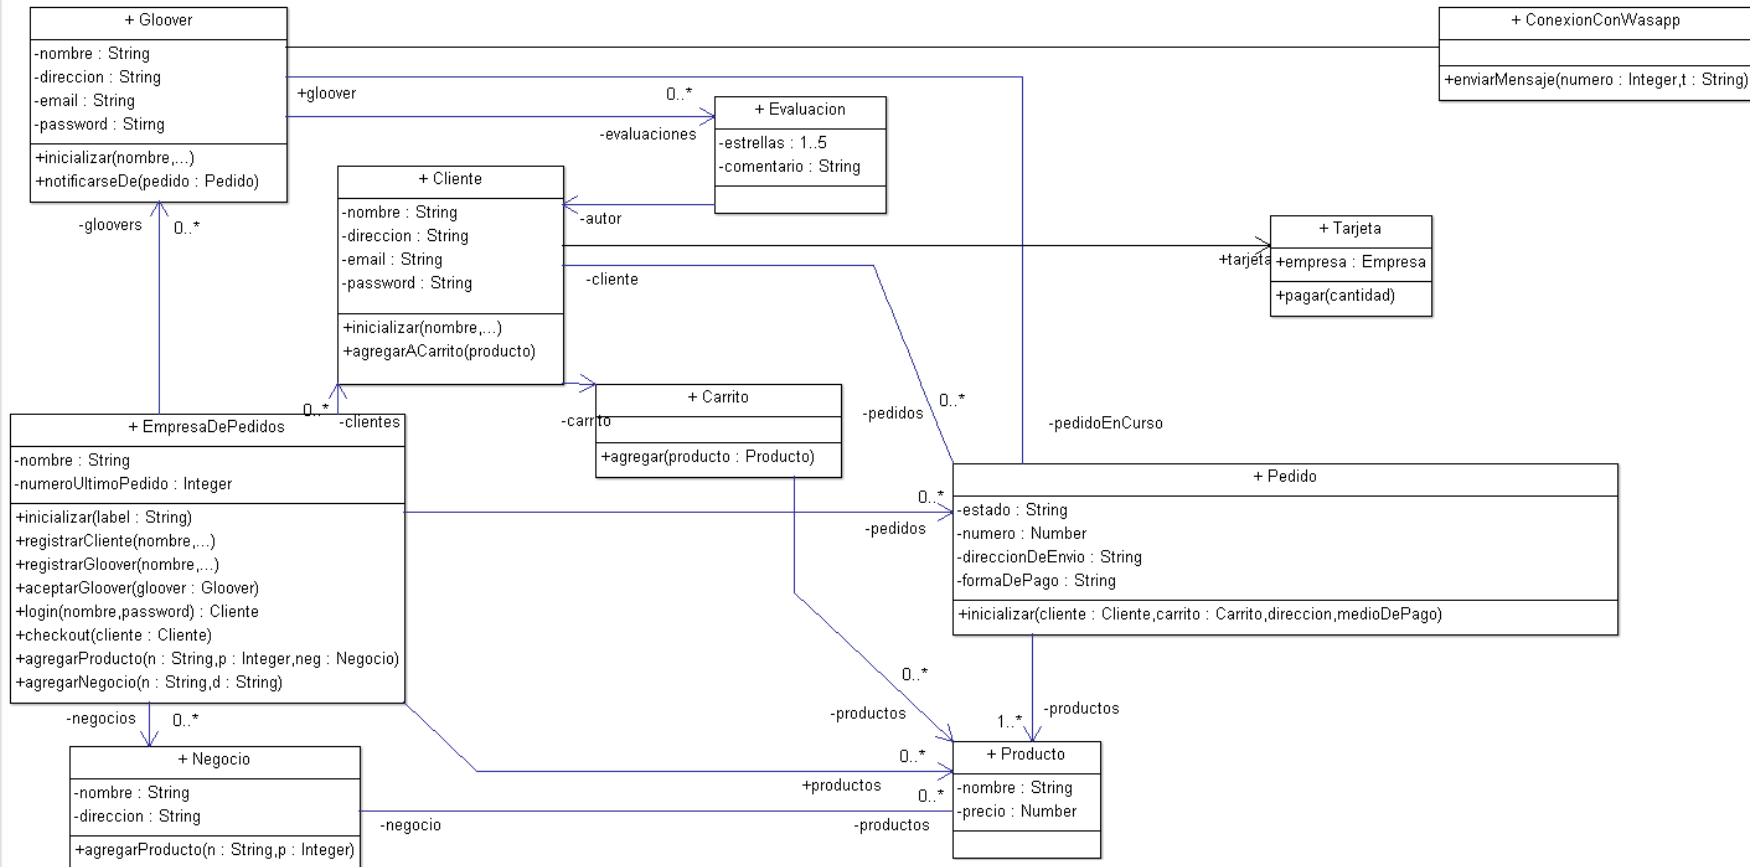 + Gloover
-nombre : String
-direccion : String
-email : String
-password : Stirng
+inicializar(nombre,...)
+notificarseDe(pedido : Pedido)
+ ConexionConWasapp
+enviarMensaje(numero : Integer,t : String)
+gloover
0..*
-evaluaciones
+ Evaluacion
-estrellas : 1..5
-comentario : String
-gloovers
0..*
+ Cliente
-nombre : String
-direccion : String
-email : String
-password : String
+inicializar(nombre,...)
+agregarACarrito(producto)
-autor
-cliente
+tarjeta
+ Tarjeta
+empresa : Empresa
+pagar(cantidad)
0..*
-clientes
-carrito
+ Carrito
+agregar(producto : Producto)
-pedidos
0..*
-pedidoEnCurso
+ EmpresaDePedidos
-nombre : String
-numeroUltimoPedido : Integer
+inicializar(label : String)
+registrarCliente(nombre,...)
+registrarGloover(nombre,...)
+aceptarGloover(gloover : Gloover)
+login(nombre,password) : Cliente
+checkout(cliente : Cliente)
+agregarProducto(n : String,p : Integer,neg : Negocio)
+agregarNegocio(n : String,d : String)
0..*
-pedidos
+ Pedido
-estado : String
-numero : Number
-direccionDeEnvio : String
-formaDePago : String
+inicializar(cliente : Cliente,carrito : Carrito,direccion,medioDePago)
-negocios
0..*
0..*
-productos
1..*
-productos
+ Negocio
-nombre : String
-direccion : String
+agregarProducto(n : String,p : Integer)
0..*
+productos
0..*
-negocio
-productos
+ Producto
-nombre : String
-precio : Number